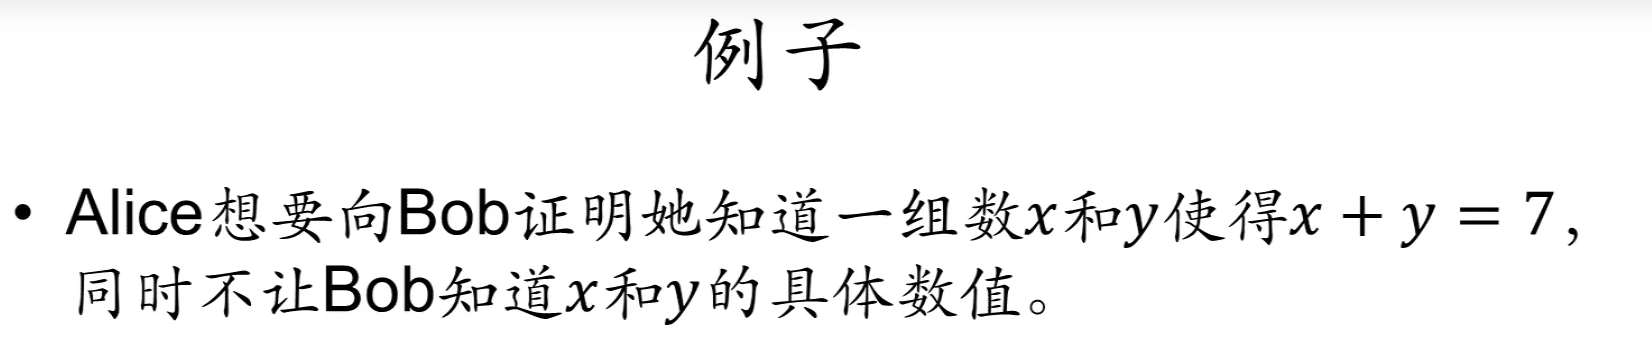 例子
• Alice想要向Bob证明她知道一组数x和y使得x + y = 7,
同时不让Bob知道x和y的具体数值。